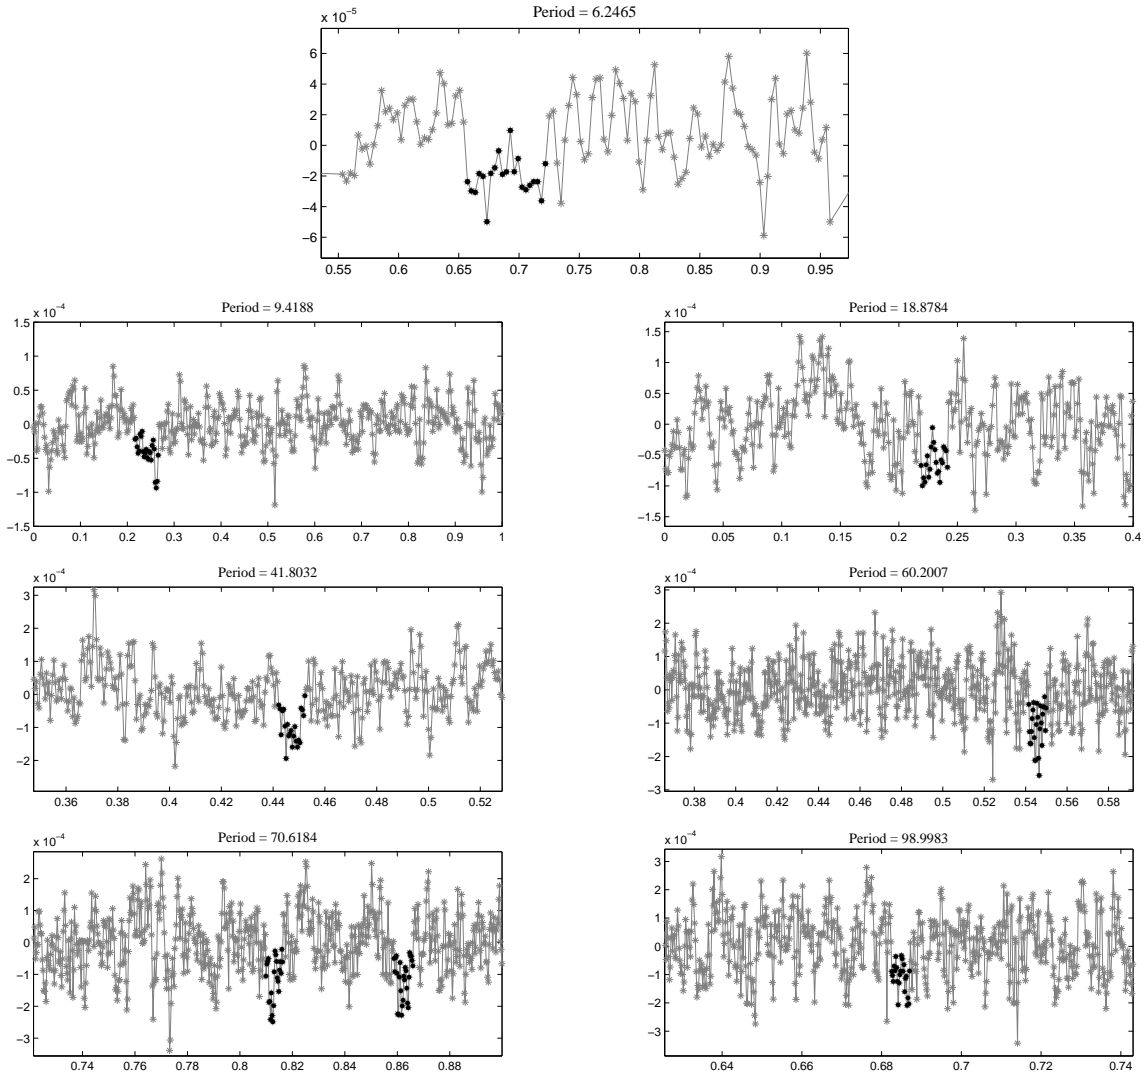 Period = 6.2465
x 10⁻⁵
6
4
2
0
−2
−4
−6
0.55 0.6 0.65 0.7 0.75 0.8 0.85 0.9 0.95
Period = 9.4188
x 10⁻⁴
1.5
1
0.5
0
−0.5
−1
−1.5
0 0.1 0.2 0.3 0.4 0.5 0.6 0.7 0.8 0.9 1
Period = 18.8784
x 10⁻⁴
1.5
1
0.5
0
−0.5
−1
−1.5
0 0.05 0.1 0.15 0.2 0.25 0.3 0.35 0.4
Period = 41.8032
x 10⁻⁴
3
2
1
0
−1
−2
0.36 0.38 0.4 0.42 0.44 0.46 0.48 0.5 0.52
Period = 60.2007
x 10⁻⁴
3
2
1
0
−1
−2
−3
0.38 0.4 0.42 0.44 0.46 0.48 0.5 0.52 0.54 0.56 0.58
Period = 70.6184
x 10⁻⁴
2
1
0
−1
−2
−3
0.74 0.76 0.78 0.8 0.82 0.84 0.86 0.88
Period = 98.9983
x 10⁻⁴
3
2
1
0
−1
−2
−3
0.64 0.66 0.68 0.7 0.72 0.74